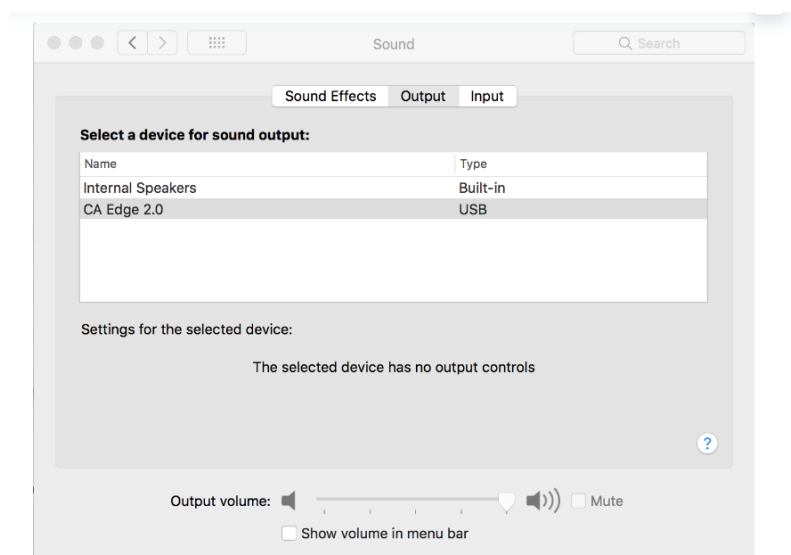 Sound
Search
Sound Effects Output Input
Select a device for sound output:
Name Type
Internal Speakers Built-in
CA Edge 2.0 USB
Settings for the selected device:
The selected device has no output controls
?
Output volume: Mute
Show volume in menu bar